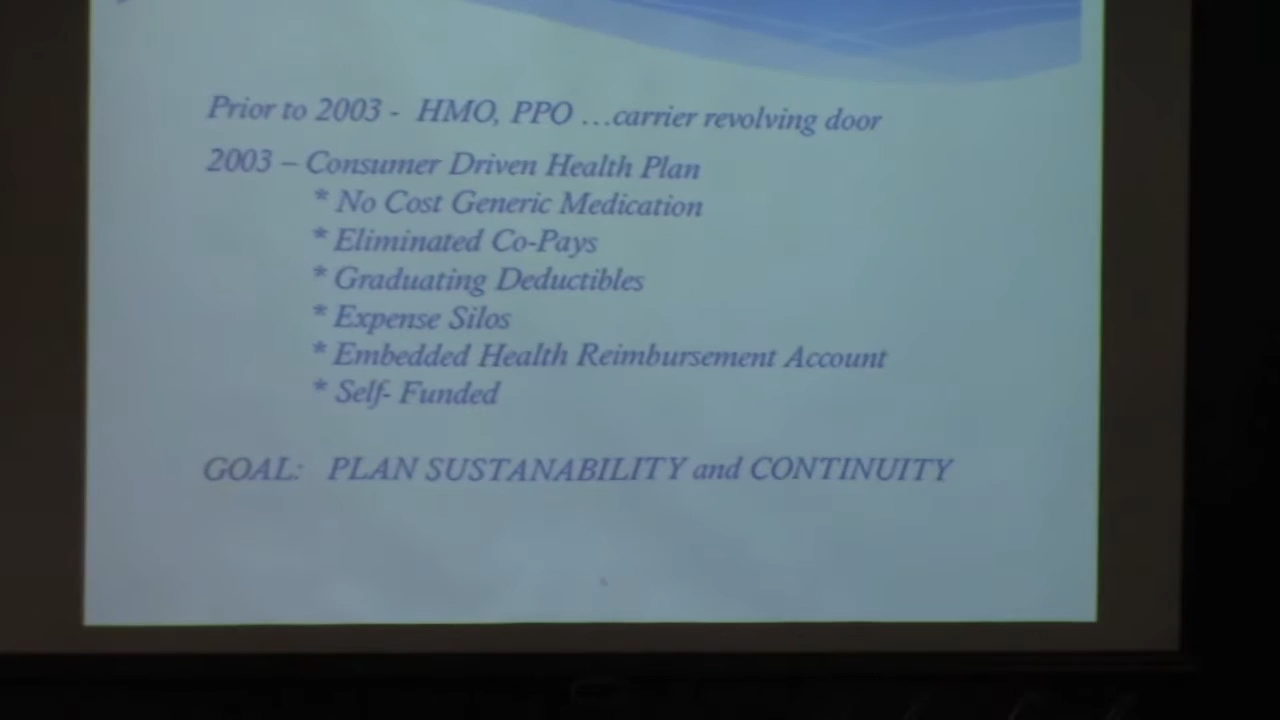 Prior to 2003 - HMO, PPO ...carrier revolving door
2003 – Consumer Driven Health Plan
* No Cost Generic Medication
* Eliminated Co-Pays
* Graduating Deductibles
* Expense Silos
* Embedded Health Reimbursement Account
* Self- Funded
GOAL: PLAN SUSTANABILITY and CONTINUITY